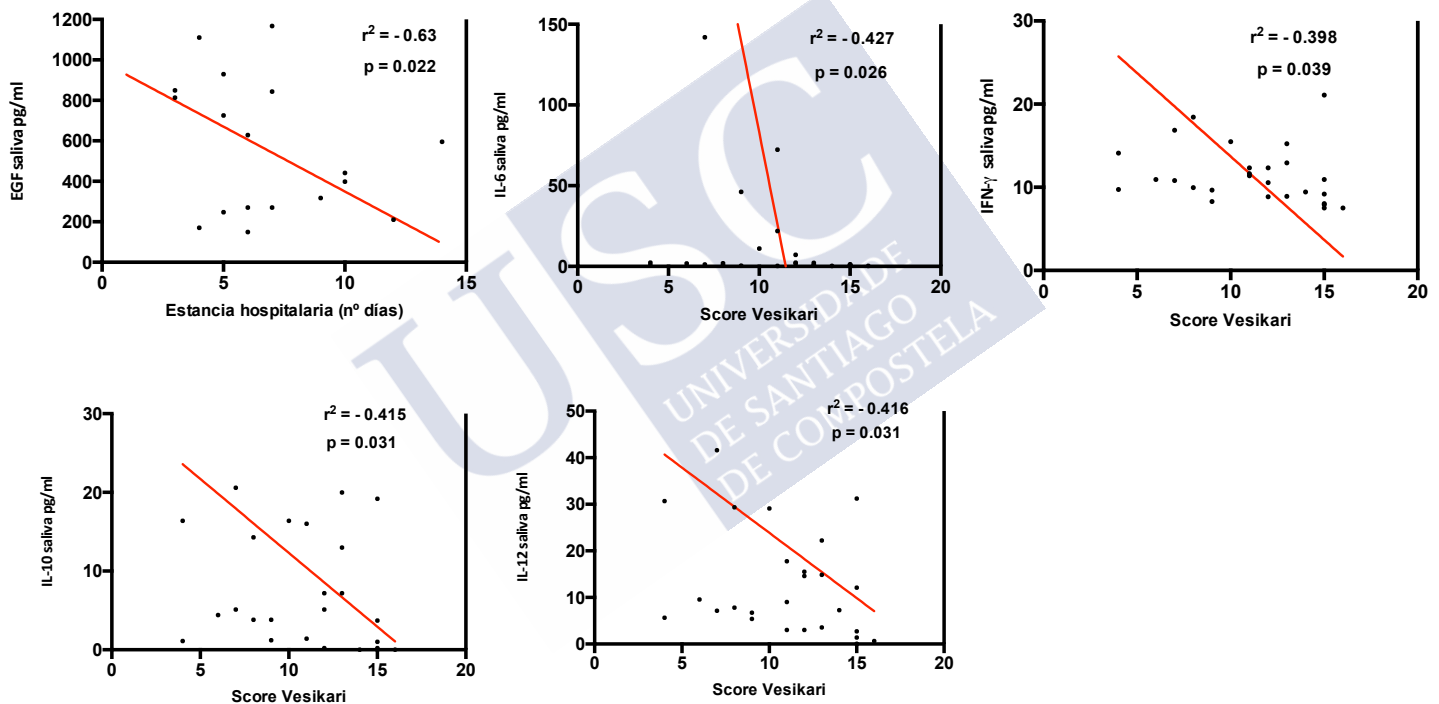 1200
1000
800
600
400
200
0
0
5
10
15
EGF saliva pg/ml
Estancia hospitalaria (nº días)
r² = - 0.63
p = 0.022
150
100
50
0
0
5
10
15
20
IL-6 saliva pg/ml
Score Vesikari
r² = - 0.427
p = 0.026
30
20
10
0
0
5
10
15
20
IFN-γ saliva pg/ml
Score Vesikari
r² = - 0.398
p = 0.039
30
20
10
0
0
5
10
15
20
IL-10 saliva pg/ml
Score Vesikari
r² = - 0.415
p = 0.031
50
40
30
20
10
0
0
5
10
15
20
IL-12 saliva pg/ml
Score Vesikari
r² = - 0.416
p = 0.031
USC
UNIVERSIDADE
DE SANTIAGO
DE COMPOSTELA